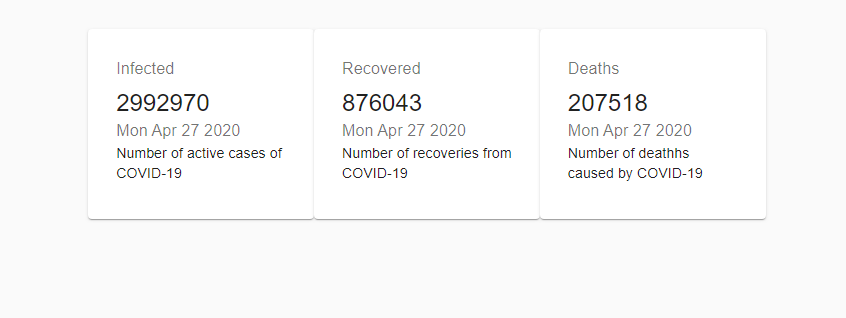 Infected
2992970
Mon Apr 27 2020
Number of active cases of
COVID-19
Recovered
876043
Mon Apr 27 2020
Number of recoveries from
COVID-19
Deaths
207518
Mon Apr 27 2020
Number of deathhs
caused by COVID-19